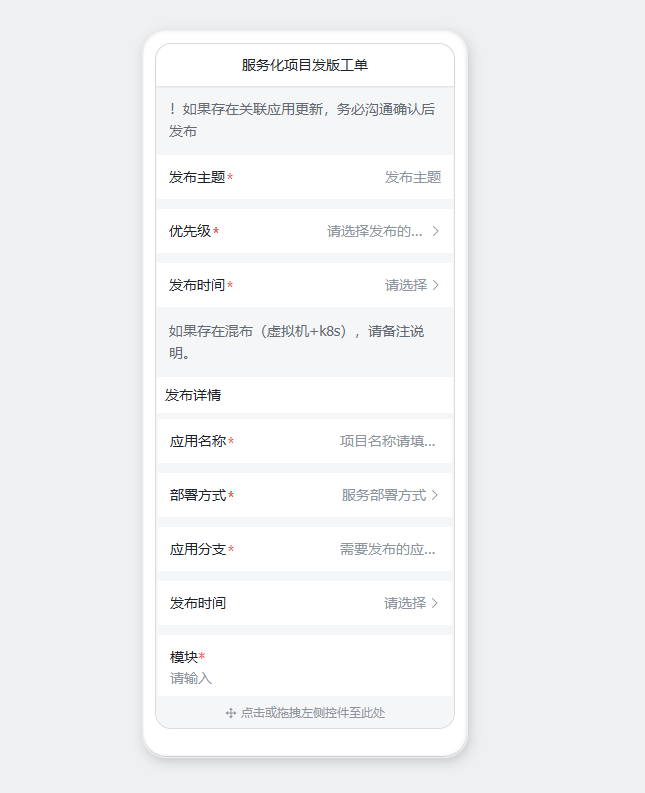 服务化项目发版工单
！如果存在关联应用更新，务必沟通确认后
发布
发布主题* 发布主题
优先级* 请选择发布的...
发布时间* 请选择
如果存在混布（虚拟机+k8s），请备注说
明。
发布详情
应用名称* 项目名称请填...
部署方式* 服务部署方式
应用分支* 需要发布的应...
发布时间 请选择
模块*
请输入
点击或拖拽左侧控件至此处